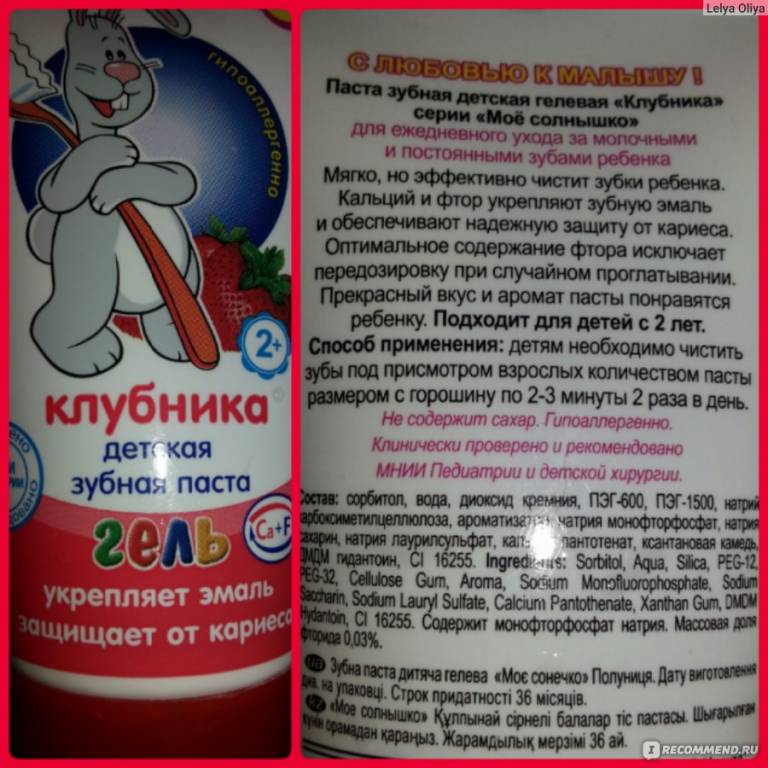 Lelya Oliya
гипоаллергенно
2+
клубника
детская
зубная паста
гель
Ca+F
укрепляет эмаль
защищает от кариеса
С ЛЮБОВЬЮ К МАЛЫШУ !
Паста зубная детская гелевая «Клубника»
серии «Моё солнышко»
для ежедневного ухода за молочными
и постоянными зубами ребенка
Мягко, но эффективно чистит зубки ребенка.
Кальций и фтор укрепляют зубную эмаль
и обеспечивают надежную защиту от кариеса.
Оптимальное содержание фтора исключает
передозировку при случайном проглатывании.
Прекрасный вкус и аромат пасты понравятся
ребенку. Подходит для детей с 2 лет.
Способ применения: детям необходимо чистить
зубы под присмотром взрослых количеством пасты
размером с горошину по 2-3 минуты 2 раза в день.
Не содержит сахар. Гипоаллергенно.
Клинически проверено и рекомендовано
МНИИ Педиатрии и детской хирургии.
Состав: сорбитол, вода, диоксид кремния, ПЭГ-600, ПЭГ-1500, натрий
карбоксиметилцеллюлоза, ароматизатор, натрия монофторфосфат, натрия
сахарин, натрия лаурилсульфат, ксантановая камедь,
ДМДМ гидантоин, CI 16255. Ingredients: Sorbitol, Aqua, Silica, PEG-12,
PEG-32, Cellulose Gum, Aroma, Sodium Monofluorophosphate, Sodium
Saccharin, Sodium Lauryl Sulfate, Calcium Pantothenate, Xanthan Gum, DMDM
Hydantoin, CI 16255. Содержит монофторфосфат натрия. Массовая доля
фторида 0,03%.
UA Зубна паста дитяча гелева «Моє сонечко» Полуниця. Дату виготовлення
див. на упаковці. Строк придатності 36 місяців.
KZ «Мое солнышко» Құлпынай сірнелі балалар тіс пастасы. Шығарылған
күнін орамадан қараңыз. Жарамдылық мерзімі 36 ай.
IRECOMMEND.RU